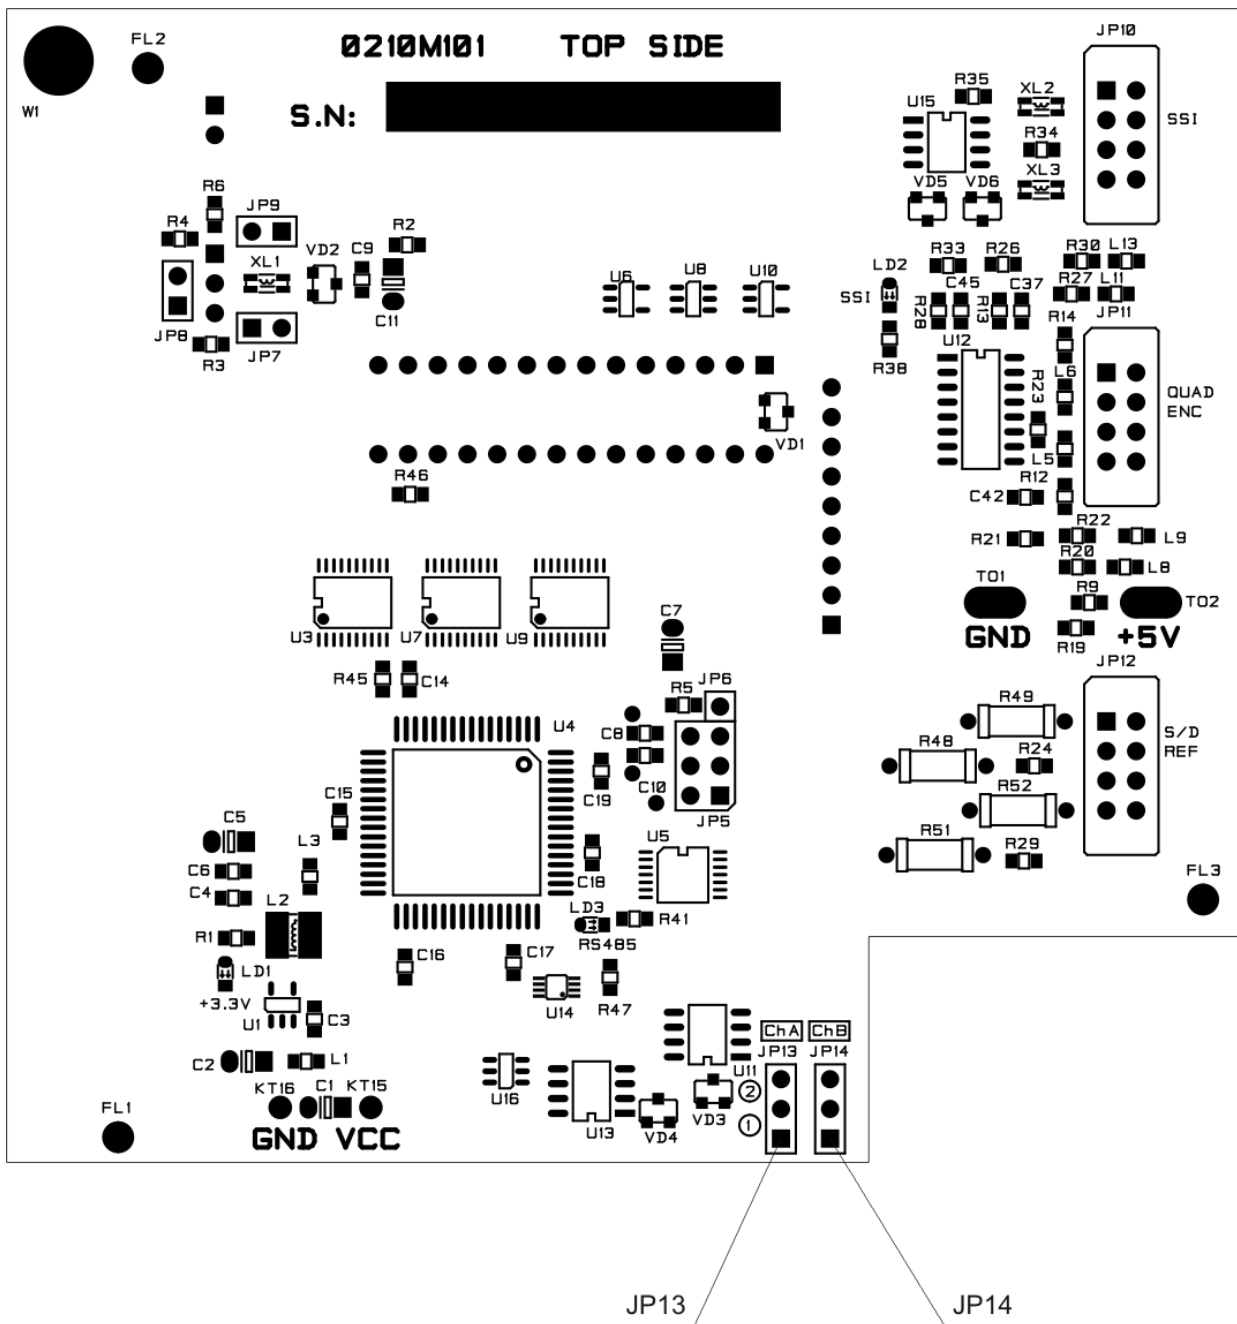 0210M101 TOP SIDE
S.N:
FL2
W1
JP10
R35
XL2
U15
SSI
R34
XL3
VD5 VD6
R6
JP9
R4
R2
VD2 C9
XL1
R33 R26 R30 L13
LD2
R27 L11
SSI
C45 C37
R28 R13
JP11
U6 U8 U10
C11
JP8
R3
JP7
R14
U12
R38
L6
R23
QUAD
ENC
VD1
L5
R46
R12
C42
R22
R21
L9
R20
L8
TO1
R9
TO2
GND
+5V
R19
C7
U3 U7 U9
R45 C14
JP6
R5
JP12
R49
U4
C8
S/D
REF
R48
R24
C10
C19
R52
C15
JP5
C5
L3
U5
R51
R29
C6
C18
C4
FL3
L2
LD3
R41
R1
RS485
C16
C17
LD1
+3.3V
U14
R47
U1
C3
ChA ChB
JP13 JP14
C2
L1
U11
U16
KT16 C1 KT15
2
FL1
VD3
1
GND VCC
U13
VD4
JP13
JP14